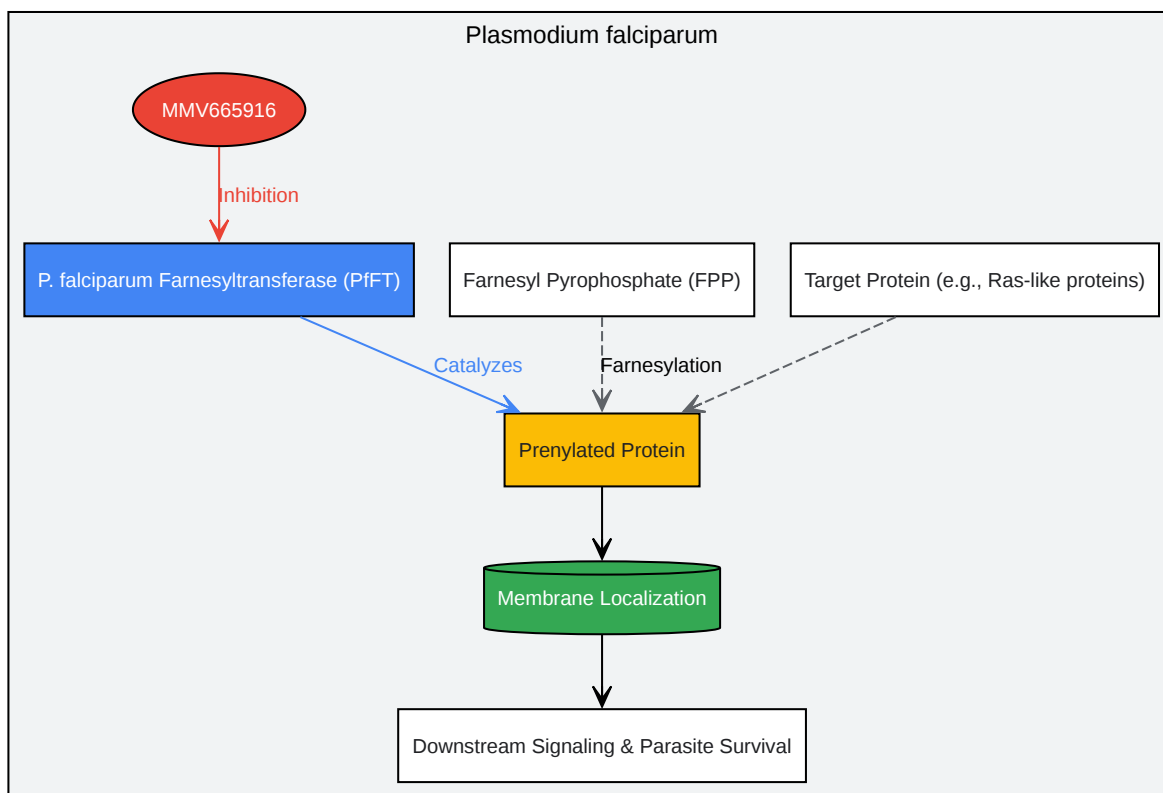 Plasmodium falciparum
MMV665916
Inhibition
P. falciparum Farnesyltransferase (PfFT)
Farnesyl Pyrophosphate (FPP)
Target Protein (e.g., Ras-like proteins)
Catalyzes
Farnesylation
Prenylated Protein
Membrane Localization
Downstream Signaling & Parasite Survival